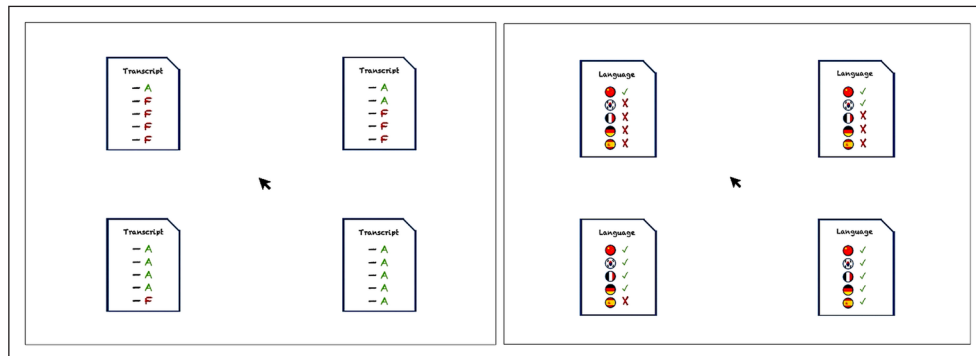 Transcript
- A
- F
- F
- F
- F
Transcript
- A
- A
- F
- F
- F
Transcript
- A
- A
- A
- A
- F
Transcript
- A
- A
- A
- A
- A
Language
✓
X
X
X
X
Language
✓
✓
X
X
X
Language
✓
✓
✓
✓
X
Language
✓
✓
✓
✓
✓